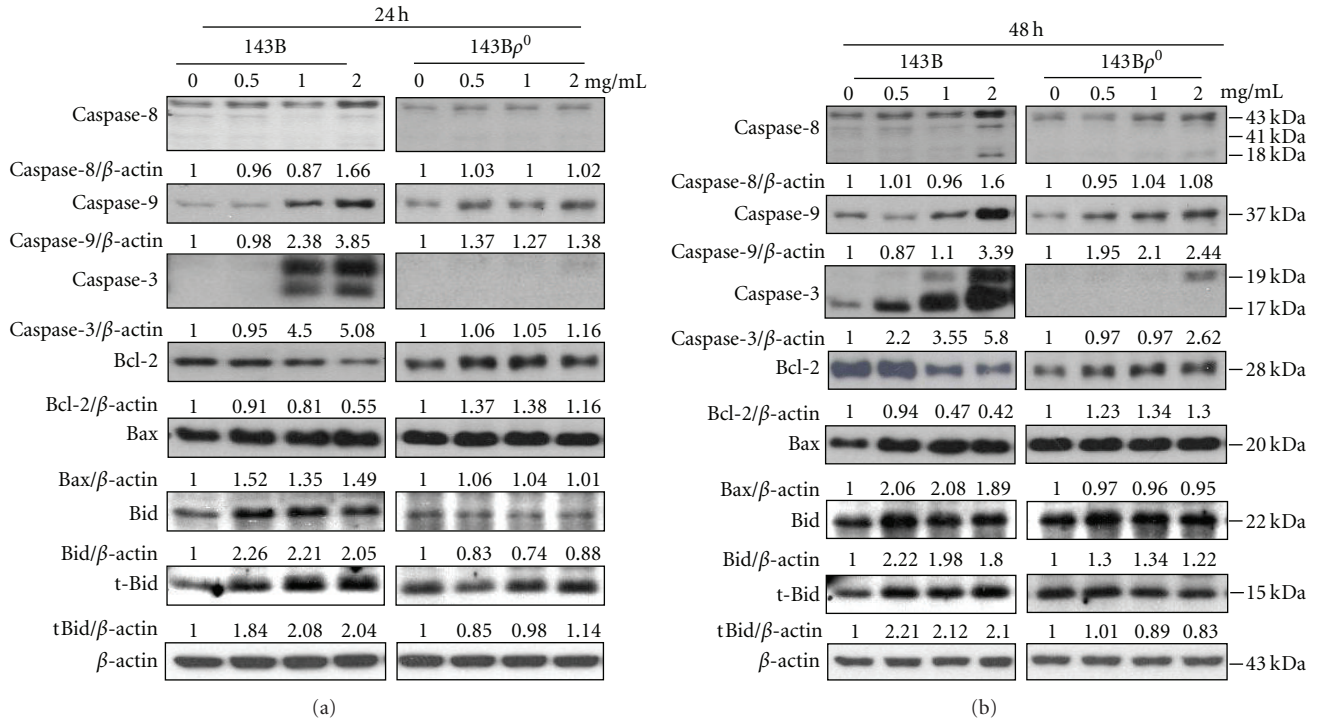 24 h
143B 143Bρ⁰
0 0.5 1 2 0 0.5 1 2 mg/mL
Caspase-8
Caspase-8/β-actin 1 0.96 0.87 1.66 1 1.03 1 1.02
Caspase-9
Caspase-9/β-actin 1 0.98 2.38 3.85 1 1.37 1.27 1.38
Caspase-3
Caspase-3/β-actin 1 0.95 4.5 5.08 1 1.06 1.05 1.16
Bcl-2
Bcl-2/β-actin 1 0.91 0.81 0.55 1 1.37 1.38 1.16
Bax
Bax/β-actin 1 1.52 1.35 1.49 1 1.06 1.04 1.01
Bid
Bid/β-actin 1 2.26 2.21 2.05 1 0.83 0.74 0.88
t-Bid
tBid/β-actin 1 1.84 2.08 2.04 1 0.85 0.98 1.14
β-actin
(a)
48 h
143B 143Bρ⁰
0 0.5 1 2 0 0.5 1 2 mg/mL
Caspase-8 43 kDa
41 kDa
18 kDa
Caspase-8/β-actin 1 1.01 0.96 1.6 1 0.95 1.04 1.08
Caspase-9 37 kDa
Caspase-9/β-actin 1 0.87 1.1 3.39 1 1.95 2.1 2.44
Caspase-3 19 kDa
17 kDa
Caspase-3/β-actin 1 2.2 3.55 5.8 1 0.97 0.97 2.62
Bcl-2 28 kDa
Bcl-2/β-actin 1 0.94 0.47 0.42 1 1.23 1.34 1.3
Bax 20 kDa
Bax/β-actin 1 2.06 2.08 1.89 1 0.97 0.96 0.95
Bid 22 kDa
Bid/β-actin 1 2.22 1.98 1.8 1 1.3 1.34 1.22
t-Bid 15 kDa
tBid/β-actin 1 2.21 2.12 2.1 1 1.01 0.89 0.83
β-actin 43 kDa
(b)